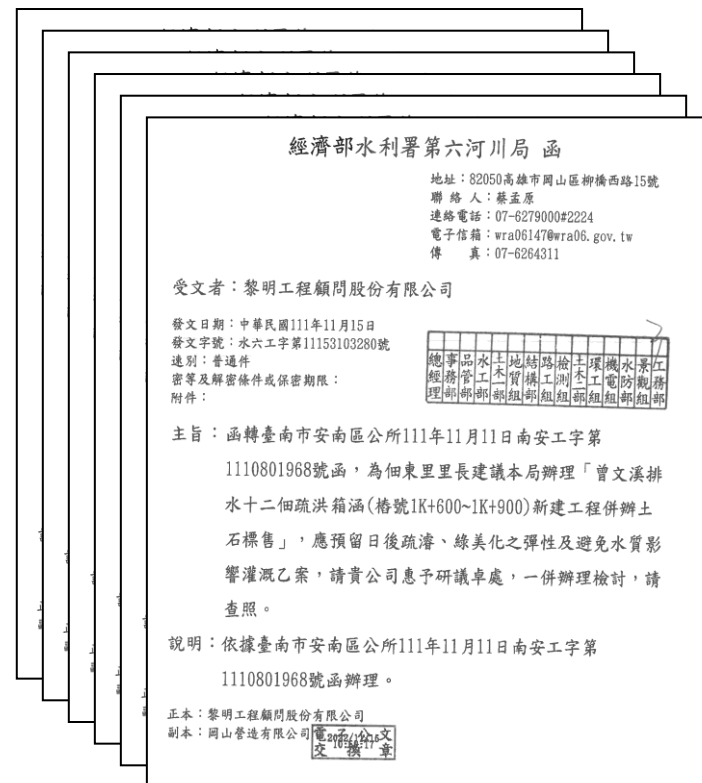 經濟部水利署第六河川局 函
地址：82050高雄市岡山區柳橋西路15號
聯 絡 人：蔡孟原
連絡電話：07-6279000#2224
電子信箱：wra06147@wra06.gov.tw
傳　　真：07-6264311
受文者：黎明工程顧問股份有限公司
發文日期：中華民國111年11月15日
發文字號：水六工字第11153103280號
速別：普通件
密等及解密條件或保密期限：
附件：
總經理 事務部 品管部 水工部 土木一部 地質組 結構部 路工組 檢測組 土木二部 環工組 機電組 水防部 景觀組 工務部
主旨：函轉臺南市安南區公所111年11月11日南安工字第
1110801968號函，為佃東里里長建議本局辦理「曾文溪排
水十二佃疏洪箱涵(樁號1K+600~1K+900)新建工程併辦土
石標售」，應預留日後疏濬、綠美化之彈性及避免水質影
響灌溉乙案，請貴公司惠予研議卓處，一併辦理檢討，請
查照。
說明：依據臺南市安南區公所111年11月11日南安工字第
1110801968號函辦理。
正本：黎明工程顧問股份有限公司
副本：岡山營造有限公司
電子公文
交換章